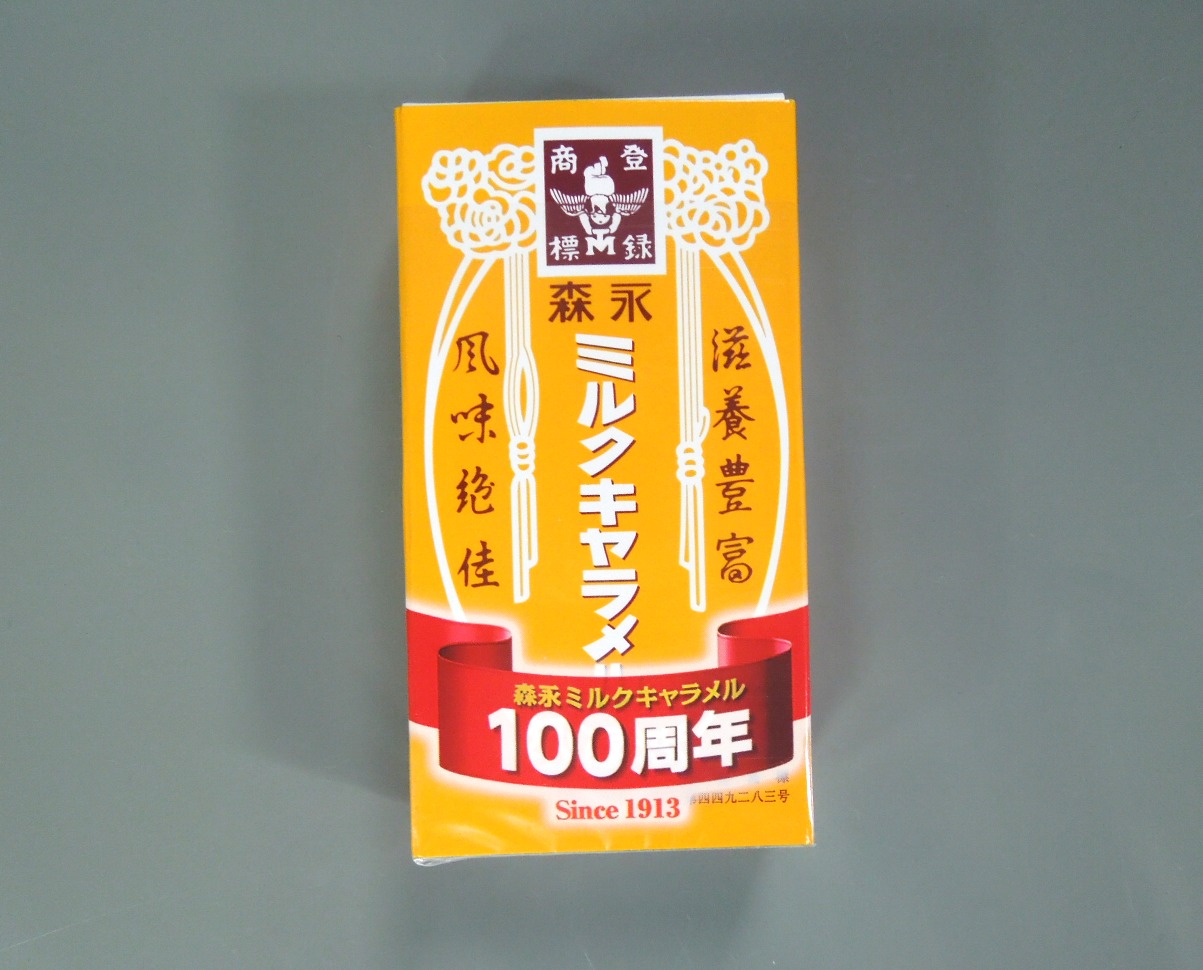 登録
商標
TM
森永
ミルクキャラメル
滋養豊富
風味絶佳
森永ミルクキャラメル
100周年
Since 1913
四四九二八三号